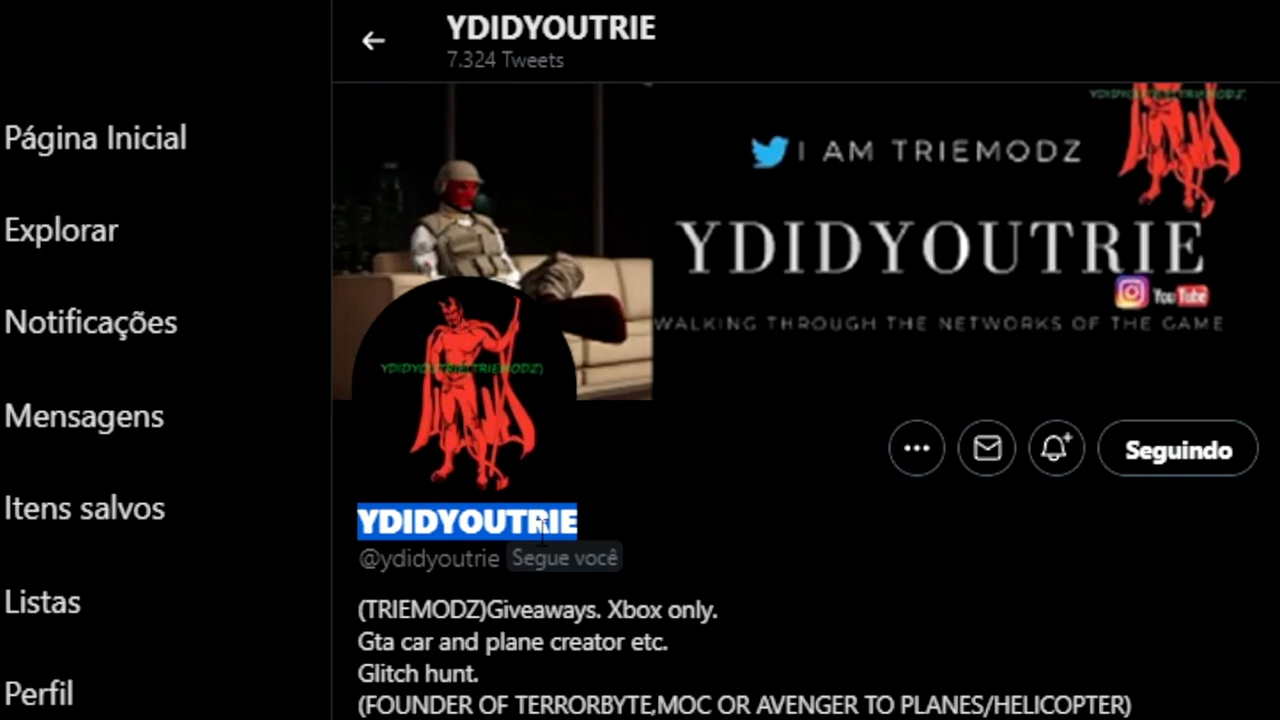 YDIDYOUTRIE
7.324 Tweets
Página Inicial
Explorar
Notificações
Mensagens
Itens salvos
Listas
Perfil
I AM TRIEMODZ
YDIDYOUTRIE
YouTube
WALKING THROUGH THE NETWORKS OF THE GAME
YDIDYOUTRIE(TRIEMODZ)
Seguindo
YDIDYOUTRIE
@ydidyoutrie Segue você
(TRIEMODZ)Giveaways. Xbox only.
Gta car and plane creator etc.
Glitch hunt.
(FOUNDER OF TERRORBYTE,MOC OR AVENGER TO PLANES/HELICOPTER)